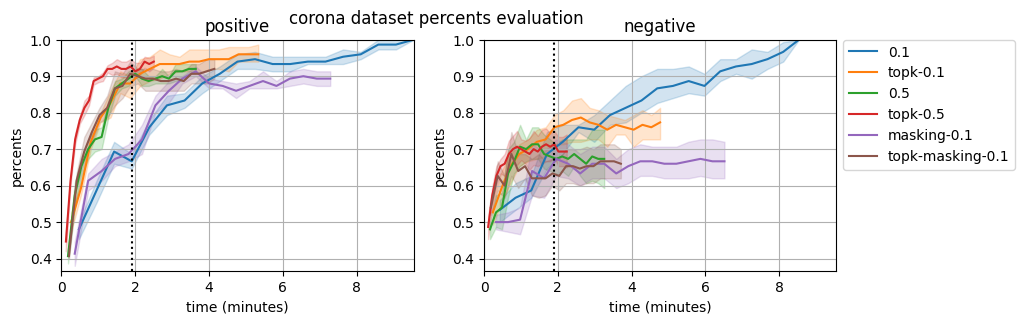 corona dataset percents evaluation
positive
negative
percents
1.0
0.9
0.8
0.7
0.6
0.5
0.4
0
2
4
6
8
time (minutes)
percents
1.0
0.9
0.8
0.7
0.6
0.5
0.4
0
2
4
6
8
time (minutes)
0.1
topk-0.1
0.5
topk-0.5
masking-0.1
topk-masking-0.1